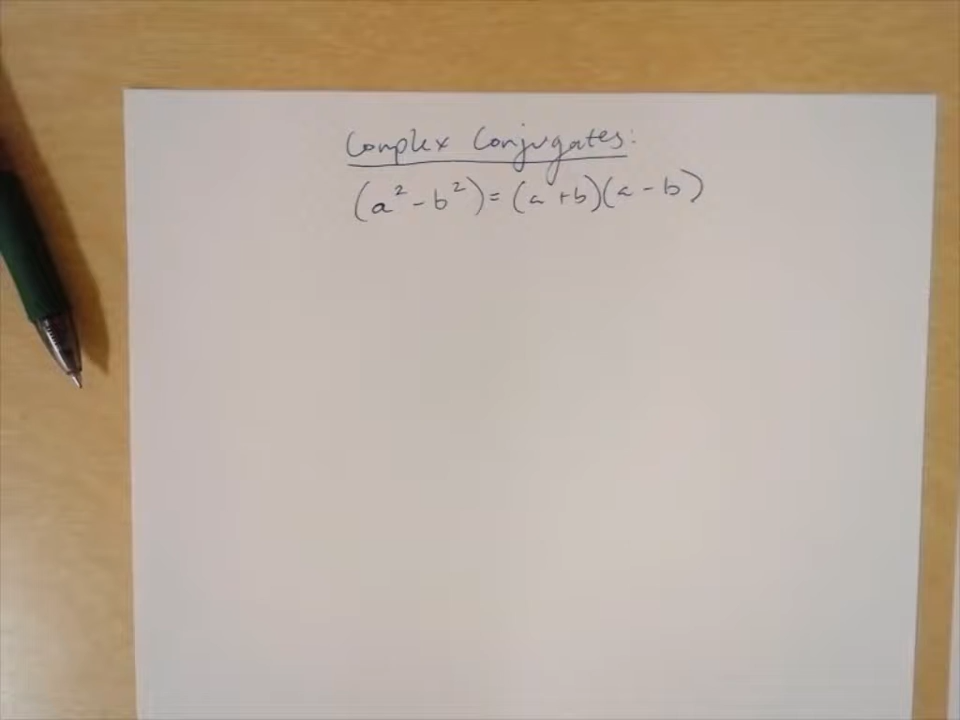 Complex Conjugates:
(a² - b²) = (a + b)(a - b)